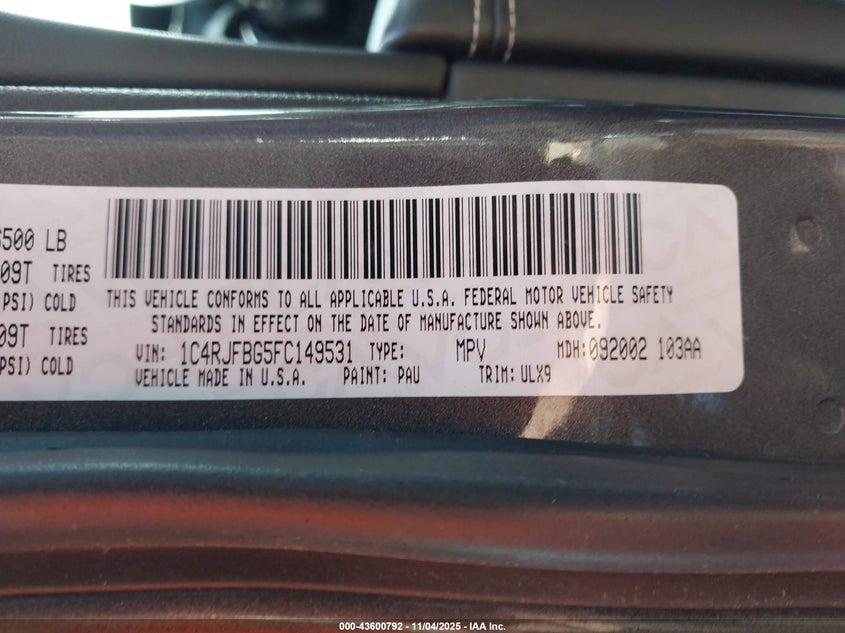 500 LB
09T TIRES
PSI) COLD
09T TIRES
PSI) COLD
THIS VEHICLE CONFORMS TO ALL APPLICABLE U.S.A. FEDERAL MOTOR VEHICLE SAFETY
STANDARDS IN EFFECT ON THE DATE OF MANUFACTURE SHOWN ABOVE.
VIN: 1C4RJFBG5FC149531 TYPE: MPV MDH:092002 103AA
VEHICLE MADE IN U.S.A. PAINT: PAU TRIM: ULX9
000-43600792 - 11/04/2025 - IAA Inc.